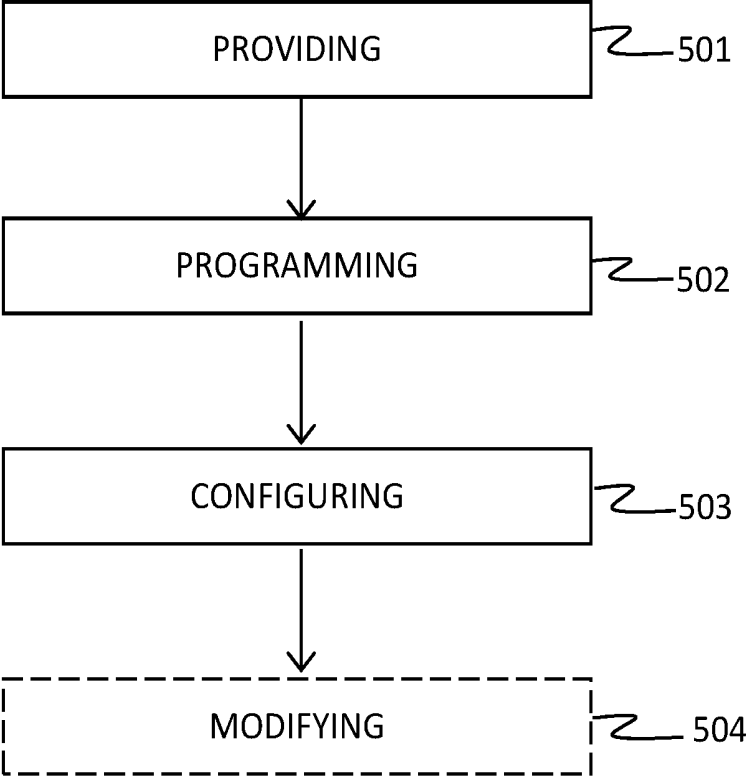 PROVIDING
501
PROGRAMMING
502
CONFIGURING
503
MODIFYING
504